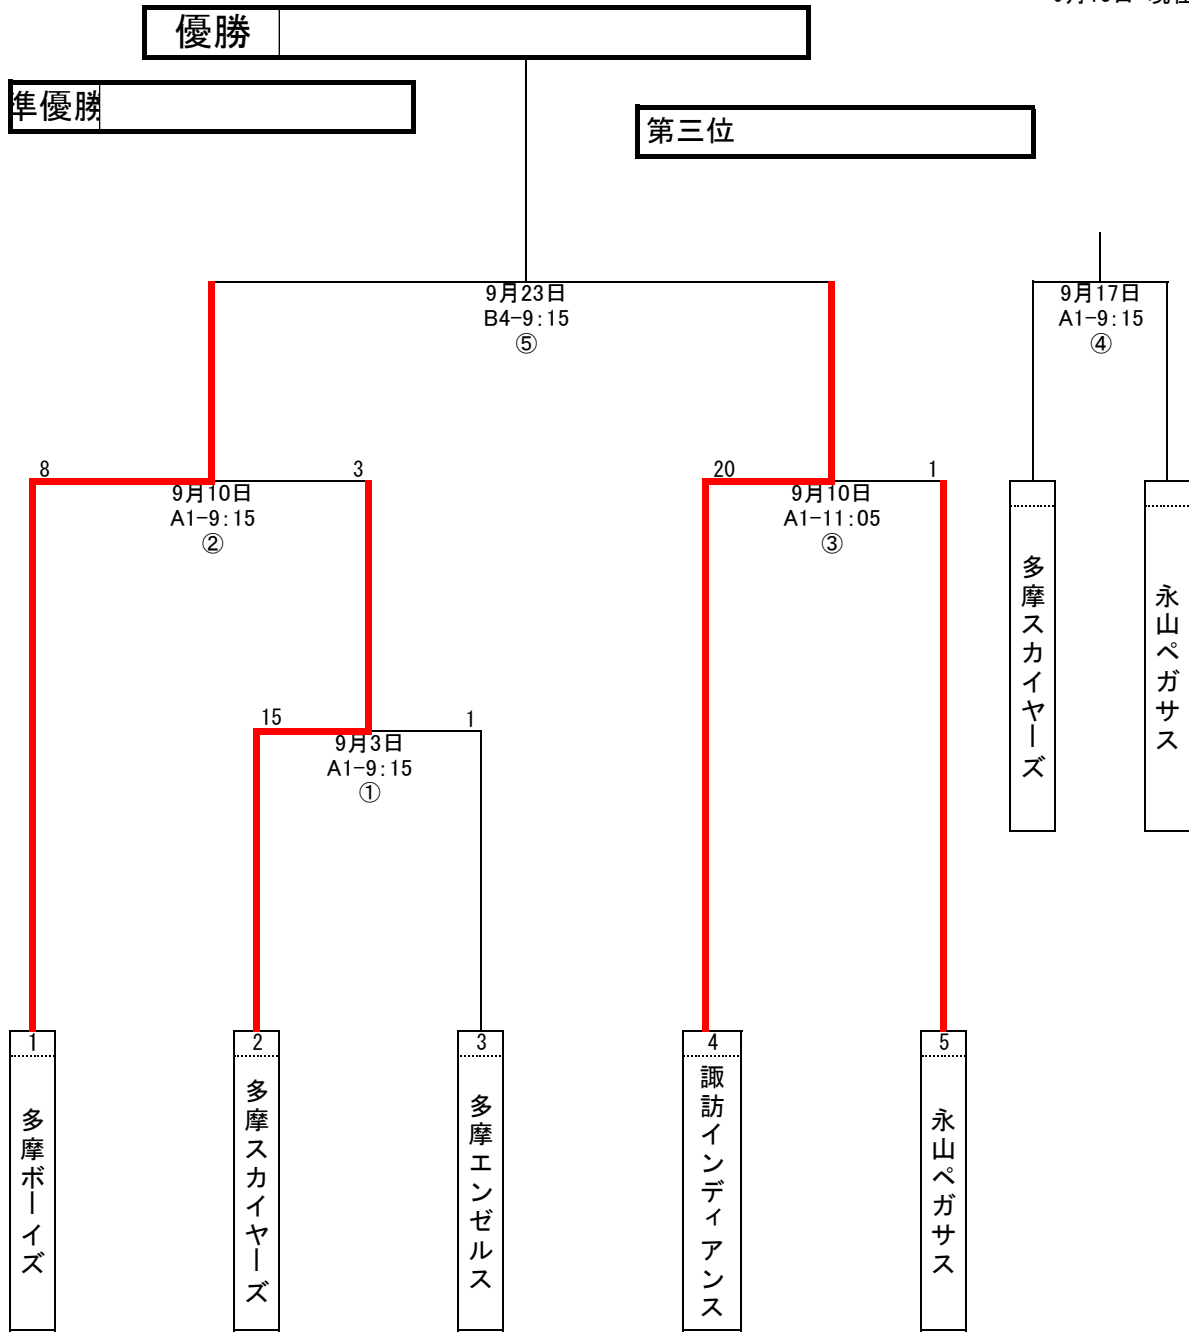 優勝
準優勝
第三位
9月23日
B4-9:15
⑤
9月17日
A1-9:15
④
8
3
9月10日
A1-9:15
②
20
1
9月10日
A1-11:05
③
多摩スカイヤーズ
永山ペガサス
15
1
9月3日
A1-9:15
①
1
多摩ボーイズ
2
多摩スカイヤーズ
3
多摩エンゼルス
4
諏訪インディアンス
5
永山ペガサス